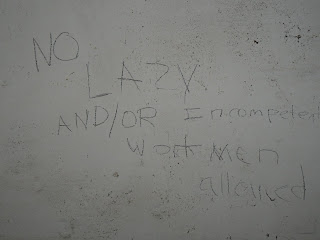 NO
LAZY
AND/OR Incompetent
Workmen
allowed